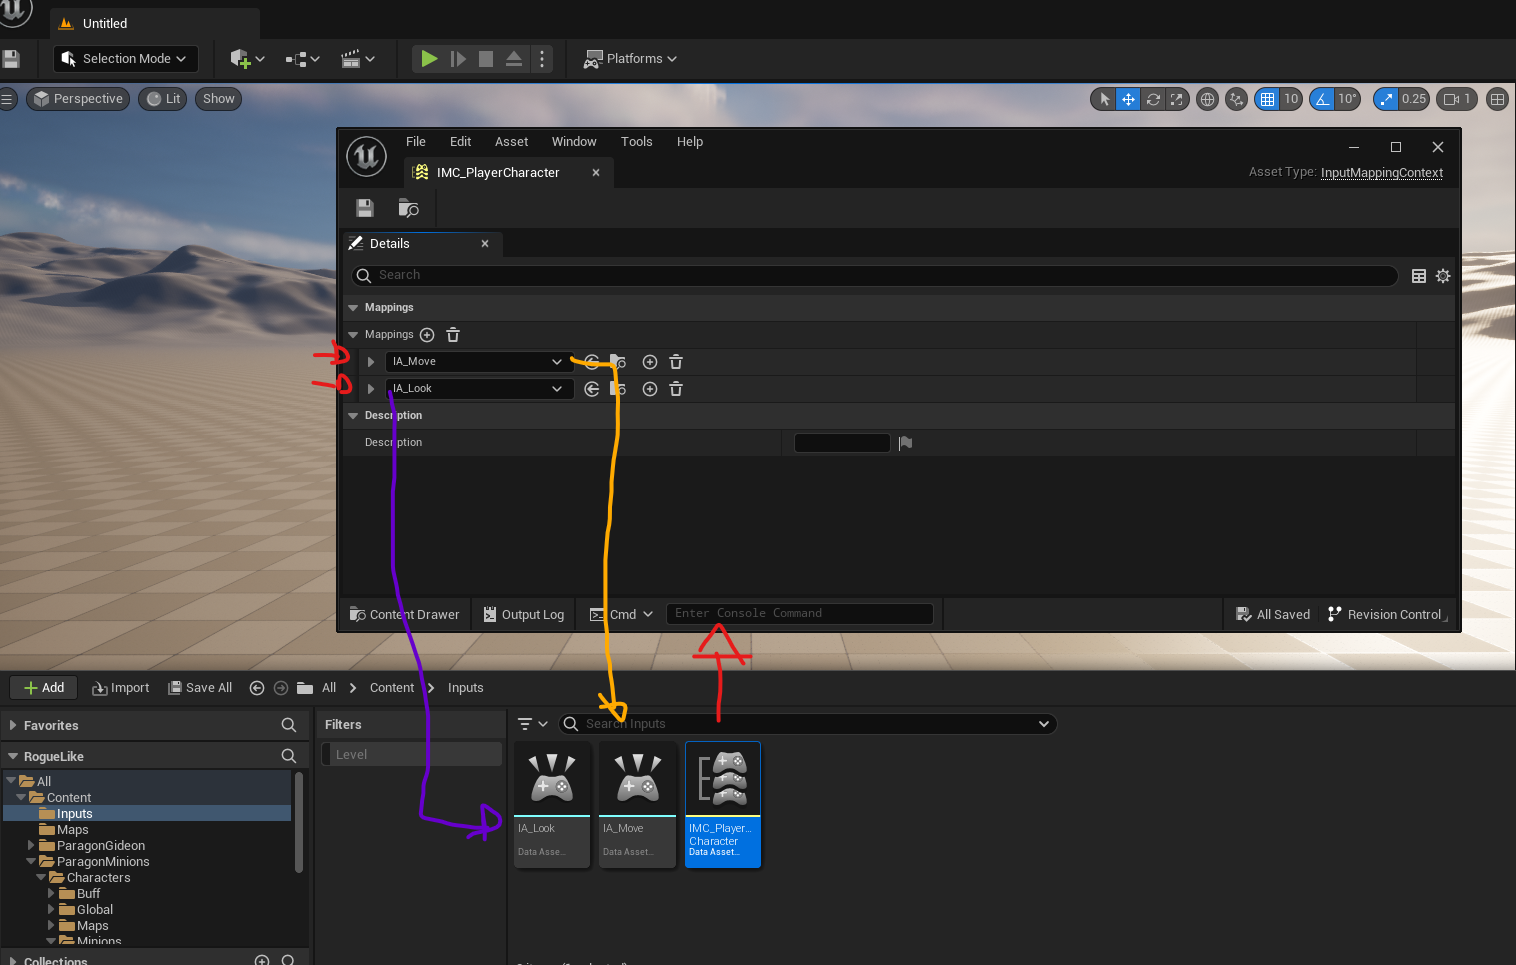 Untitled
Selection Mode
Platforms
Perspective Lit Show 10 10° 0.25 1
File Edit Asset Window Tools Help
IMC_PlayerCharacter
Asset Type: InputMappingContext
Details
Search
Mappings
Mappings
IA_Move
IA_Look
Description
Description
Content Drawer Output Log Cmd Enter Console Command All Saved Revision Control
Add Import Save All All Content Inputs
Favorites
Filters
Search Inputs
RogueLike
Level
All
Content
Inputs
Maps
ParagonGideon
ParagonMinions
Characters
Buff
Global
Maps
Minions
Collections
IA_Look
Data Asse...
IA_Move
Data Asset...
IMC_Player...
Character
Data Asset...